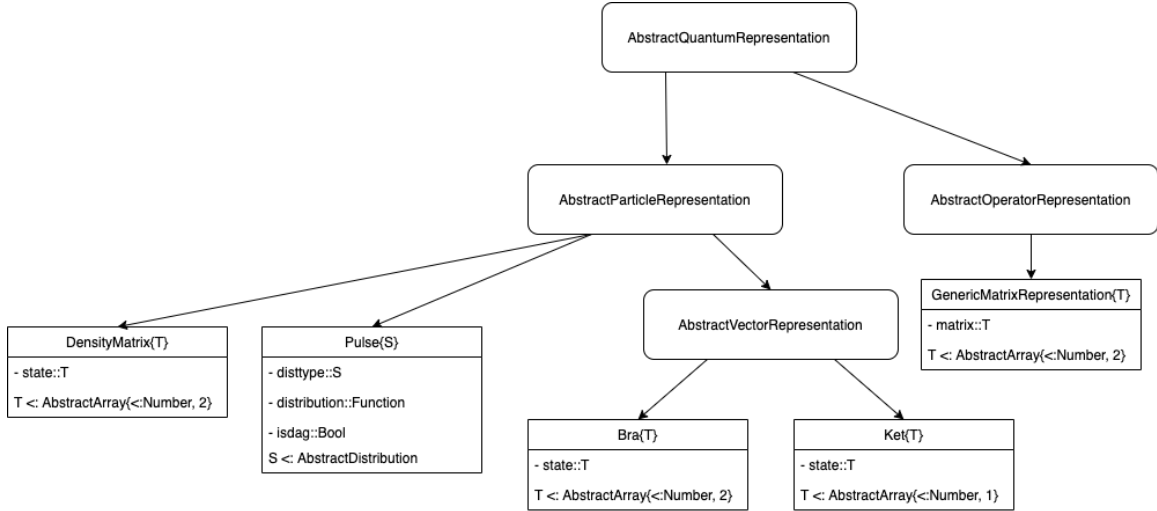 AbstractQuantumRepresentation
AbstractParticleRepresentation
AbstractOperatorRepresentation
AbstractVectorRepresentation
GenericMatrixRepresentation{T}
- matrix::T
T <: AbstractArray{<:Number, 2}
DensityMatrix{T}
- state::T
T <: AbstractArray{<:Number, 2}
Pulse{S}
- disttype::S
- distribution::Function
- isdag::Bool
S <: AbstractDistribution
Bra{T}
- state::T
T <: AbstractArray{<:Number, 2}
Ket{T}
- state::T
T <: AbstractArray{<:Number, 1}